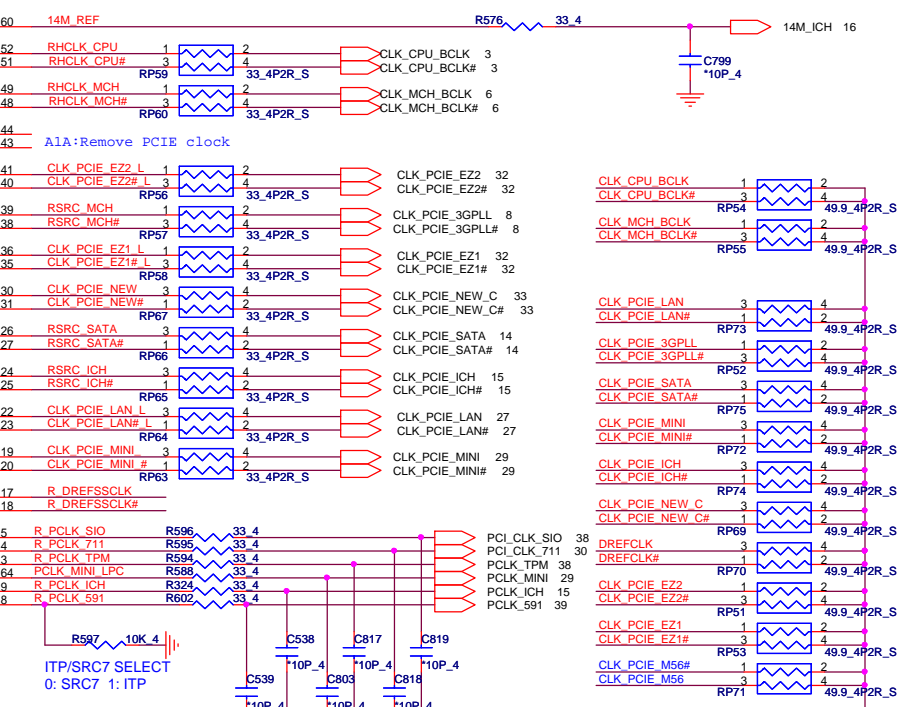 60 14M_REF R576 33_4 14M_ICH 16
C799
*10P_4
52 RHCLK_CPU 1 2 CLK_CPU_BCLK 3
51 RHCLK_CPU# 3 4 CLK_CPU_BCLK# 3
RP59 33_4P2R_S
49 RHCLK_MCH 1 2 CLK_MCH_BCLK 6
48 RHCLK_MCH# 3 4 CLK_MCH_BCLK# 6
RP60 33_4P2R_S
44
43 A1A:Remove PCIE clock
41 CLK_PCIE_EZ2_L 1 2 CLK_PCIE_EZ2 32
40 CLK_PCIE_EZ2#_L 3 4 CLK_PCIE_EZ2# 32
RP56 33_4P2R_S
39 RSRC_MCH 1 2 CLK_PCIE_3GPLL 8
38 RSRC_MCH# 3 4 CLK_PCIE_3GPLL# 8
RP57 33_4P2R_S
36 CLK_PCIE_EZ1_L 1 2 CLK_PCIE_EZ1 32
35 CLK_PCIE_EZ1#_L 3 4 CLK_PCIE_EZ1# 32
RP58 33_4P2R_S
30 CLK_PCIE_NEW 3 4 CLK_PCIE_NEW_C 33
31 CLK_PCIE_NEW# 1 2 CLK_PCIE_NEW_C# 33
RP67 33_4P2R_S
26 RSRC_SATA 3 4 CLK_PCIE_SATA 14
27 RSRC_SATA# 1 2 CLK_PCIE_SATA# 14
RP66 33_4P2R_S
24 RSRC_ICH 3 4 CLK_PCIE_ICH 15
25 RSRC_ICH# 1 2 CLK_PCIE_ICH# 15
RP65 33_4P2R_S
22 CLK_PCIE_LAN_L 3 4 CLK_PCIE_LAN 27
23 CLK_PCIE_LAN#_L 1 2 CLK_PCIE_LAN# 27
RP64 33_4P2R_S
19 CLK_PCIE_MINI_ 1 2 CLK_PCIE_MINI 29
20 CLK_PCIE_MINI_# 3 4 CLK_PCIE_MINI# 29
RP63 33_4P2R_S
17 R_DREFSSCLK
18 R_DREFSSCLK#
5 R_PCLK_SIO R596 33_4 PCI_CLK_SIO 38
4 R_PCLK_711 R595 33_4 PCI_CLK_711 30
3 R_PCLK_TPM R594 33_4 PCLK_TPM 38
64 PCLK_MINI_LPC R588 33_4 PCLK_MINI 29
9 R_PCLK_ICH R324 33_4 PCLK_ICH 15
8 R_PCLK_591 R602 33_4 PCLK_591 39
R597 10K_4
ITP/SRC7 SELECT
0: SRC7 1: ITP
C538 C817 C819
*10P_4 *10P_4 *10P_4
C539 C803 C818
*10P_4 *10P_4 *10P_4
CLK_CPU_BCLK 1 2
CLK_CPU_BCLK# 3 4
RP54 49.9_4P2R_S
CLK_MCH_BCLK 1 2
CLK_MCH_BCLK# 3 4
RP55 49.9_4P2R_S
CLK_PCIE_LAN 3 4
CLK_PCIE_LAN# 1 2
RP73 49.9_4P2R_S
CLK_PCIE_3GPLL 1 2
CLK_PCIE_3GPLL# 3 4
RP52 49.9_4P2R_S
CLK_PCIE_SATA 3 4
CLK_PCIE_SATA# 1 2
RP75 49.9_4P2R_S
CLK_PCIE_MINI 3 4
CLK_PCIE_MINI# 1 2
RP72 49.9_4P2R_S
CLK_PCIE_ICH 3 4
CLK_PCIE_ICH# 1 2
RP74 49.9_4P2R_S
CLK_PCIE_NEW_C 3 4
CLK_PCIE_NEW_C# 1 2
RP69 49.9_4P2R_S
DREFCLK 3 4
DREFCLK# 1 2
RP70 49.9_4P2R_S
CLK_PCIE_EZ2 1 2
CLK_PCIE_EZ2# 3 4
RP51 49.9_4P2R_S
CLK_PCIE_EZ1 1 2
CLK_PCIE_EZ1# 3 4
RP53 49.9_4P2R_S
CLK_PCIE_M56# 1 2
CLK_PCIE_M56 3 4
RP71 49.9_4P2R_S